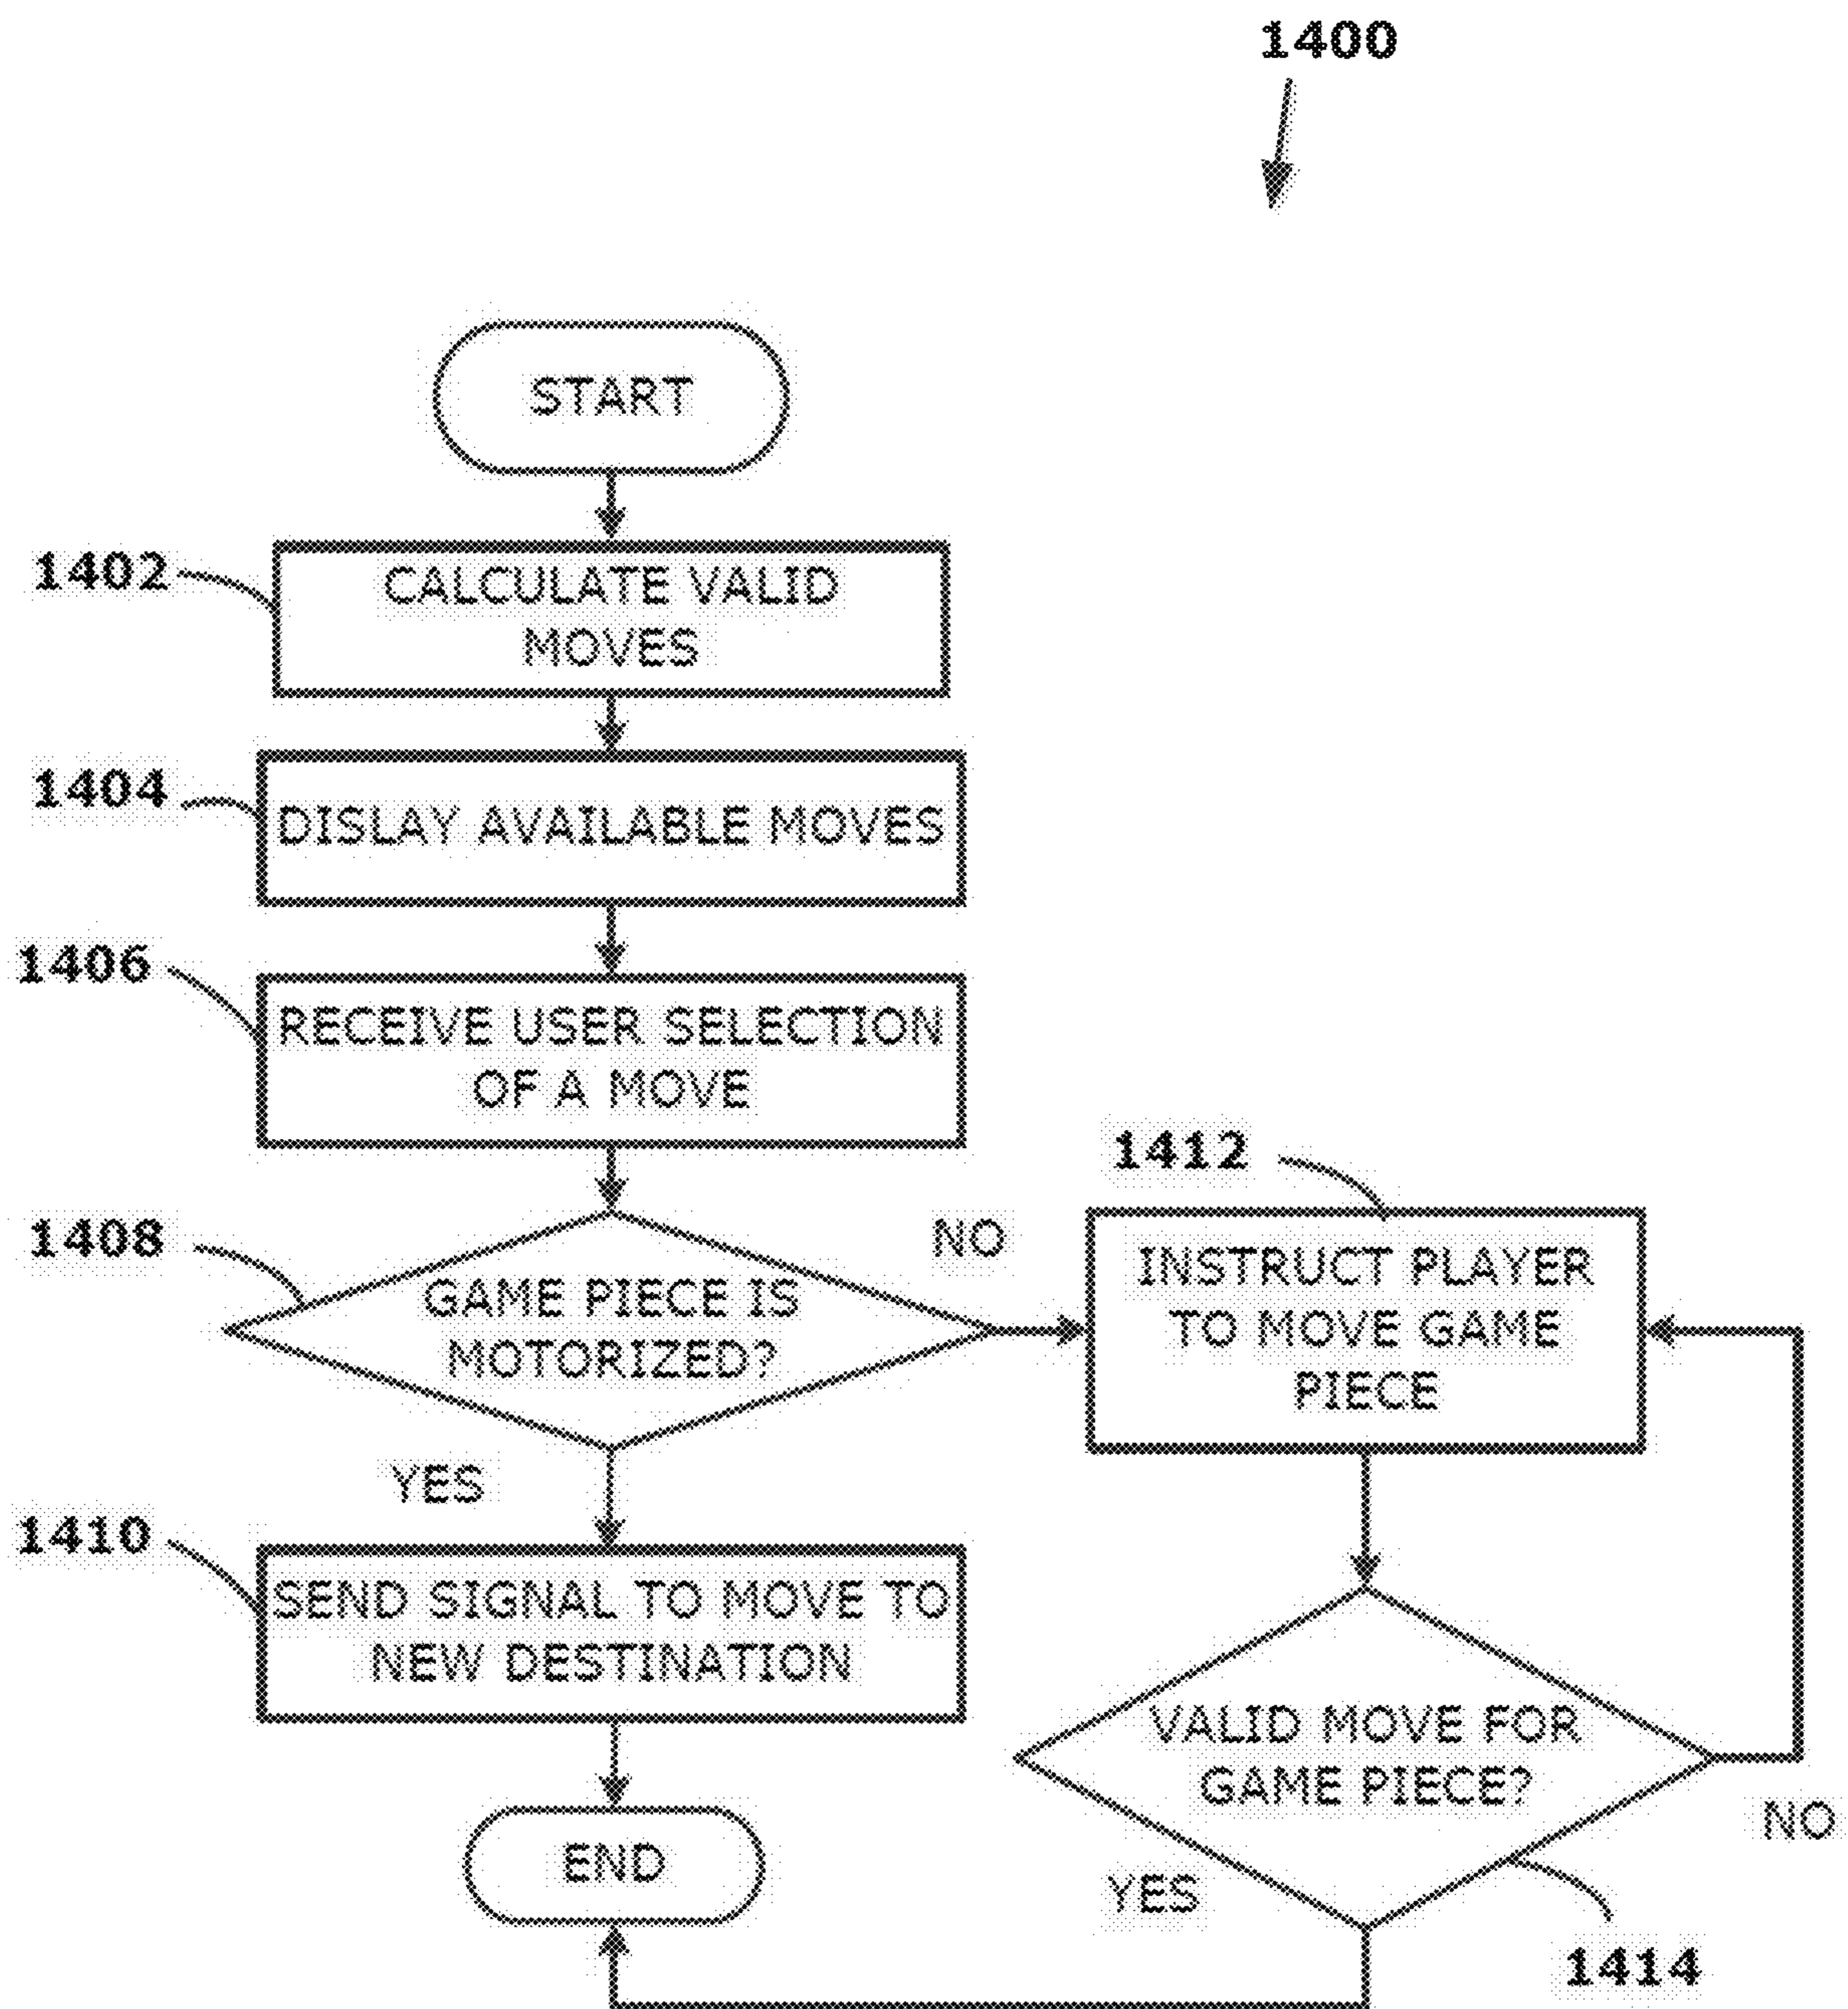 1400
START
1402
CALCULATE VALID
MOVES
1404
DISLAY AVAILABLE MOVES
1406
RECEIVE USER SELECTION
OF A MOVE
1408
GAME PIECE IS
MOTORIZED?
NO
YES
1412
INSTRUCT PLAYER
TO MOVE GAME
PIECE
1410
SEND SIGNAL TO MOVE TO
NEW DESTINATION
VALID MOVE FOR
GAME PIECE?
NO
YES
1414
END